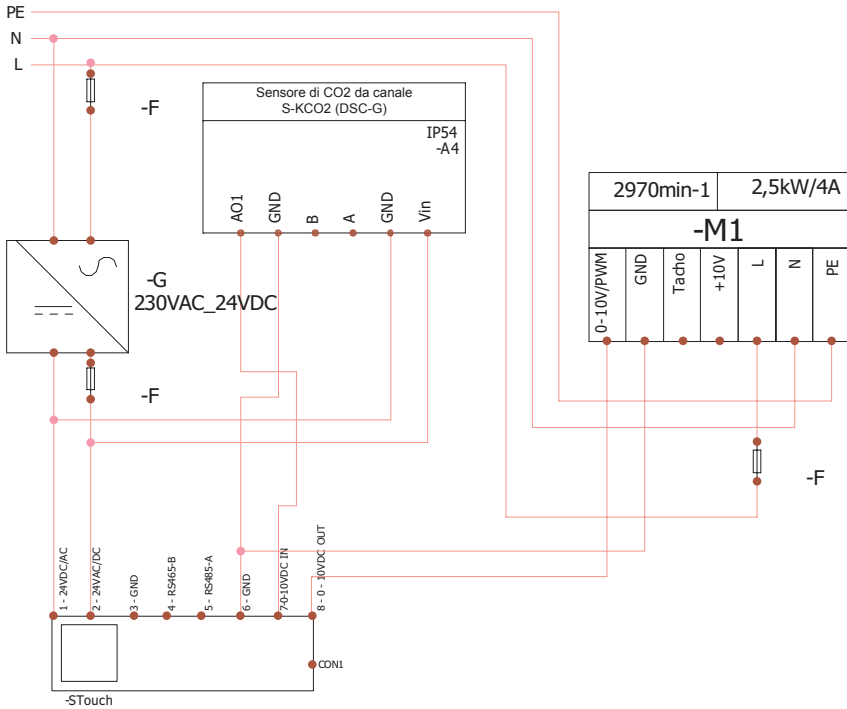 PE
N
L
-F
Sensore di CO2 da canale
S-KCO2 (DSC-G)
IP54
-A4
AO1
GND
B
A
GND
Vin
2970min-1
2,5kW/4A
-M1
0-10V/PWM
GND
Tacho
+10V
L
N
PE
-G
230VAC_24VDC
-F
-F
1 - 24VDC/AC
2 - 24VAC/DC
3 - GND
4 - RS465-B
5 - RS485-A
6 - GND
7-0-10VDC IN
8 - 0 - 10VDC OUT
CON1
-STouch